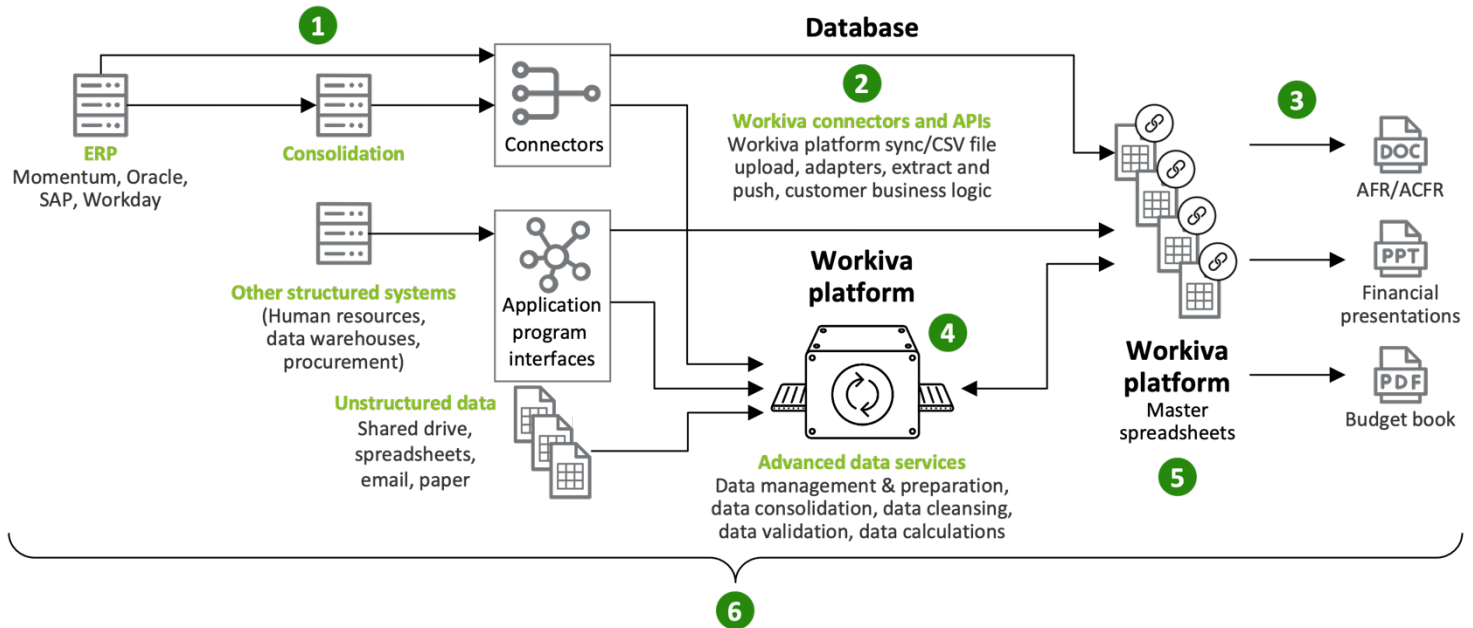 1
Database
2
3
Connectors
Workiva connectors and APIs
Workiva platform sync/CSV file
upload, adapters, extract and
push, customer business logic
ERP
Momentum, Oracle,
SAP, Workday
Consolidation
DOC
AFR/ACFR
Other structured systems
(Human resources,
data warehouses,
procurement)
Application
program
interfaces
Workiva
platform
4
PPT
Financial
presentations
Unstructured data
Shared drive,
spreadsheets,
email, paper
Advanced data services
Data management & preparation,
data consolidation, data cleansing,
data validation, data calculations
Workiva
platform
Master
spreadsheets
5
PDF
Budget book
6